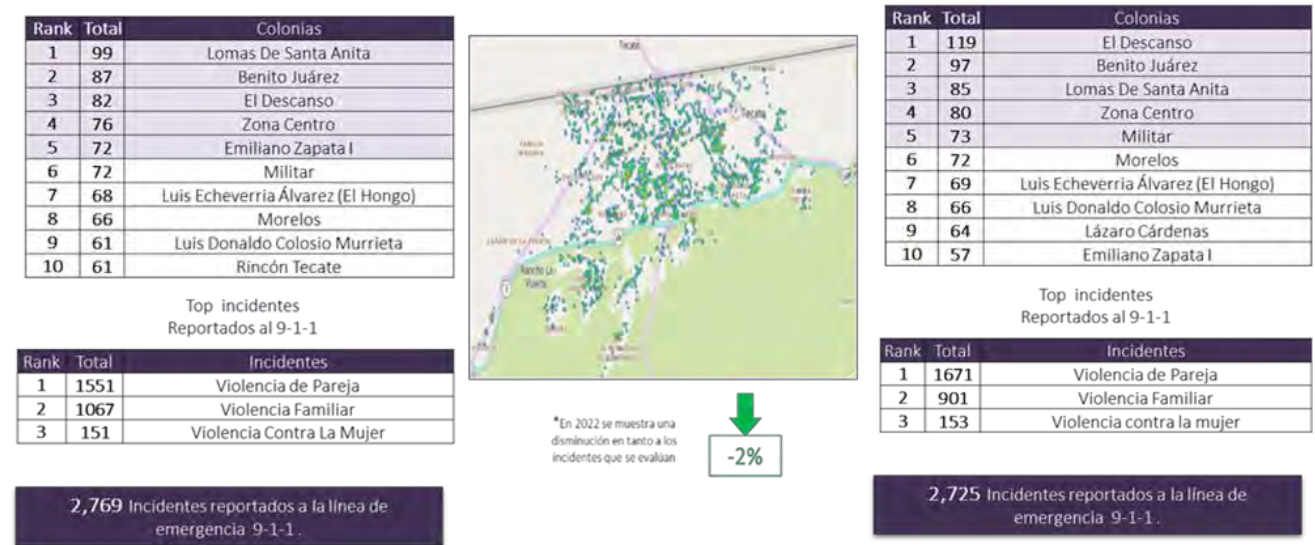 Rank Total Colonias
1 99 Lomas De Santa Anita
2 87 Benito Juárez
3 82 El Descanso
4 76 Zona Centro
5 72 Emiliano Zapata I
6 72 Militar
7 68 Luis Echeverria Álvarez (El Hongo)
8 66 Morelos
9 61 Luis Donaldo Colosio Murrieta
10 61 Rincón Tecate
Top incidentes
Reportados al 9-1-1
Rank Total Incidentes
1 1551 Violencia de Pareja
2 1067 Violencia Familiar
3 151 Violencia Contra La Mujer
2,769 Incidentes reportados a la línea de
emergencia 9-1-1.
Tecate
Tecate
Rancho La
Puerta
*En 2022 se muestra una
disminución en tanto a los
incidentes que se evalúan
-2%
Rank Total Colonias
1 119 El Descanso
2 97 Benito Juárez
3 85 Lomas De Santa Anita
4 80 Zona Centro
5 73 Militar
6 72 Morelos
7 69 Luis Echeverria Álvarez (El Hongo)
8 66 Luis Donaldo Colosio Murrieta
9 64 Lázaro Cárdenas
10 57 Emiliano Zapata I
Top incidentes
Reportados al 9-1-1
Rank Total Incidentes
1 1671 Violencia de Pareja
2 901 Violencia Familiar
3 153 Violencia contra la mujer
2,725 Incidentes reportados a la línea de
emergencia 9-1-1.